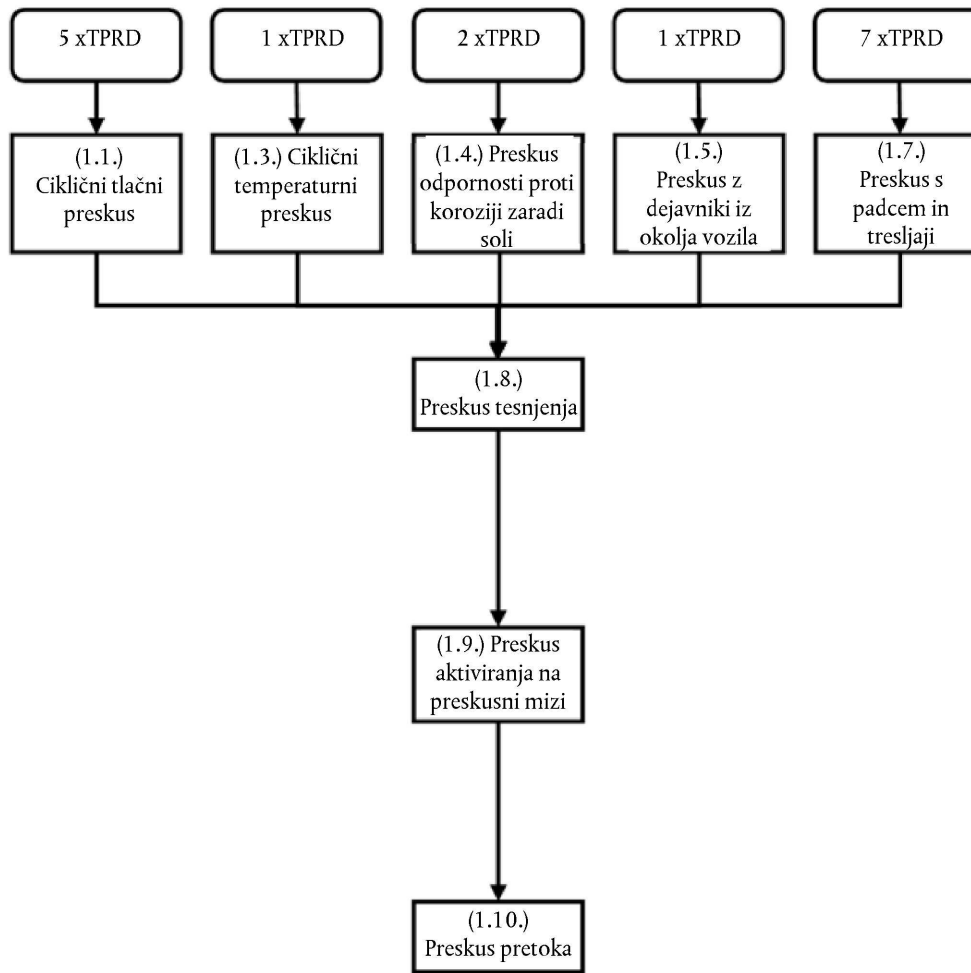 5 xTPRD
1 xTPRD
2 xTPRD
1 xTPRD
7 xTPRD
(1.1.)
Ciklični tlačni
preskus
(1.3.) Ciklični
temperaturni
preskus
(1.4.) Preskus
odpornosti proti
koroziji zaradi
soli
(1.5.)
Preskus z
dejavniki iz
okolja vozila
(1.7.)
Preskus s
padcem in
tresljaji
(1.8.)
Preskus tesnjenja
(1.9.) Preskus
aktiviranja na
preskusni mizi
(1.10.)
Preskus pretoka